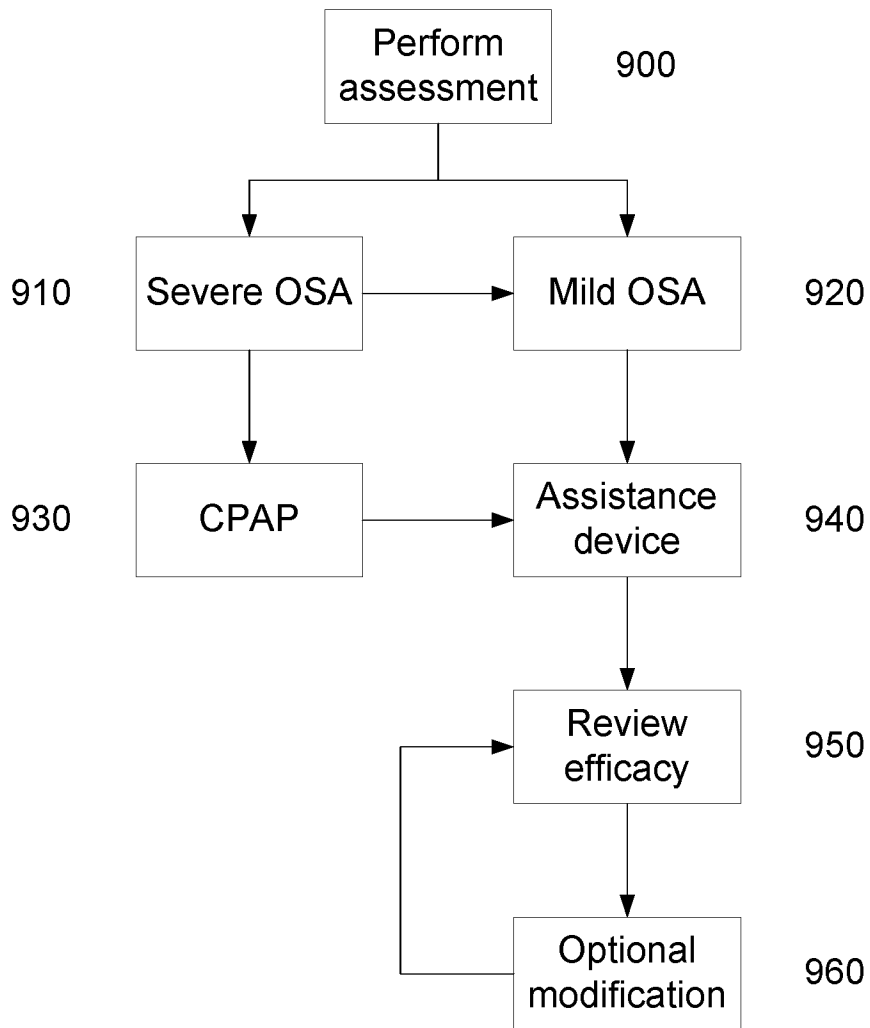 Perform
assessment
900
910
Severe OSA
Mild OSA
920
930
CPAP
Assistance
device
940
Review
efficacy
950
Optional
modification
960